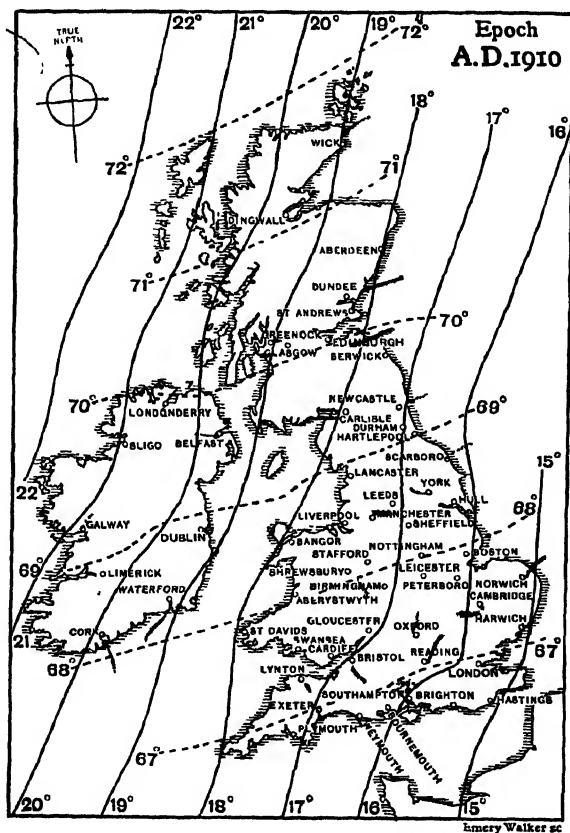 22° 21° 20° 19° 72° Epoch
TRUE NORTH A.D.1910
18°
17°
16°
WICK
71°
72°
DINGWALL
ABERDEEN
71°
DUNDEE
ST ANDREWS
70°
GREENOCK EDINBURGH
LASGOW BERWICK
70°
LONDONDERRY
NEWCASTLE 69°
CARLIBLE
DURHAM
HARTLEPOOL
SLIGO BELFAST
SCARBORO
15°
LANCASTER
YORK
22°
LEEDS HULL
68°
GALWAY LIVERPOOL MANCHESTER
SHEFFIELD
DUBLIN BANGOR
NOTTINGHAM BOSTON
STAFFORD
69° LIMERICK SHREWSBURY LEICESTER
NORWICH
WATERFORD BIRMINGHAM PETERBORO
ABERYSTWYTH CAMBRIDGE
GLOUCESTER HARWICH
CORK OXFORD
21° ST DAVIDS
SWANSEA 67°
68° CARDIFF BRISTOL READING
LYNTON LONDON
SOUTHAMPTON BRIGHTON
EXETER HASTINGS
PLYMOUTH WEYMOUTH BOURNEMOUTH
67°
20° 19° 18° 17° 16° 15°
Emery Walker sc